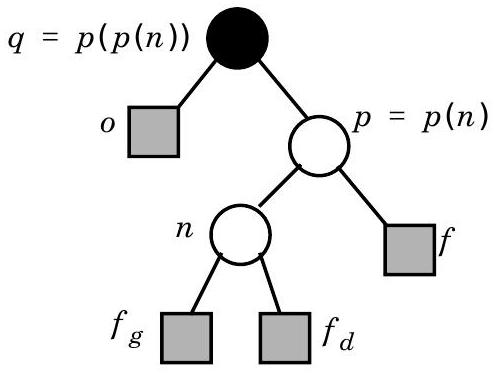 q = p(p(n))
o
p = p(n)
n
f
f_g
f_d